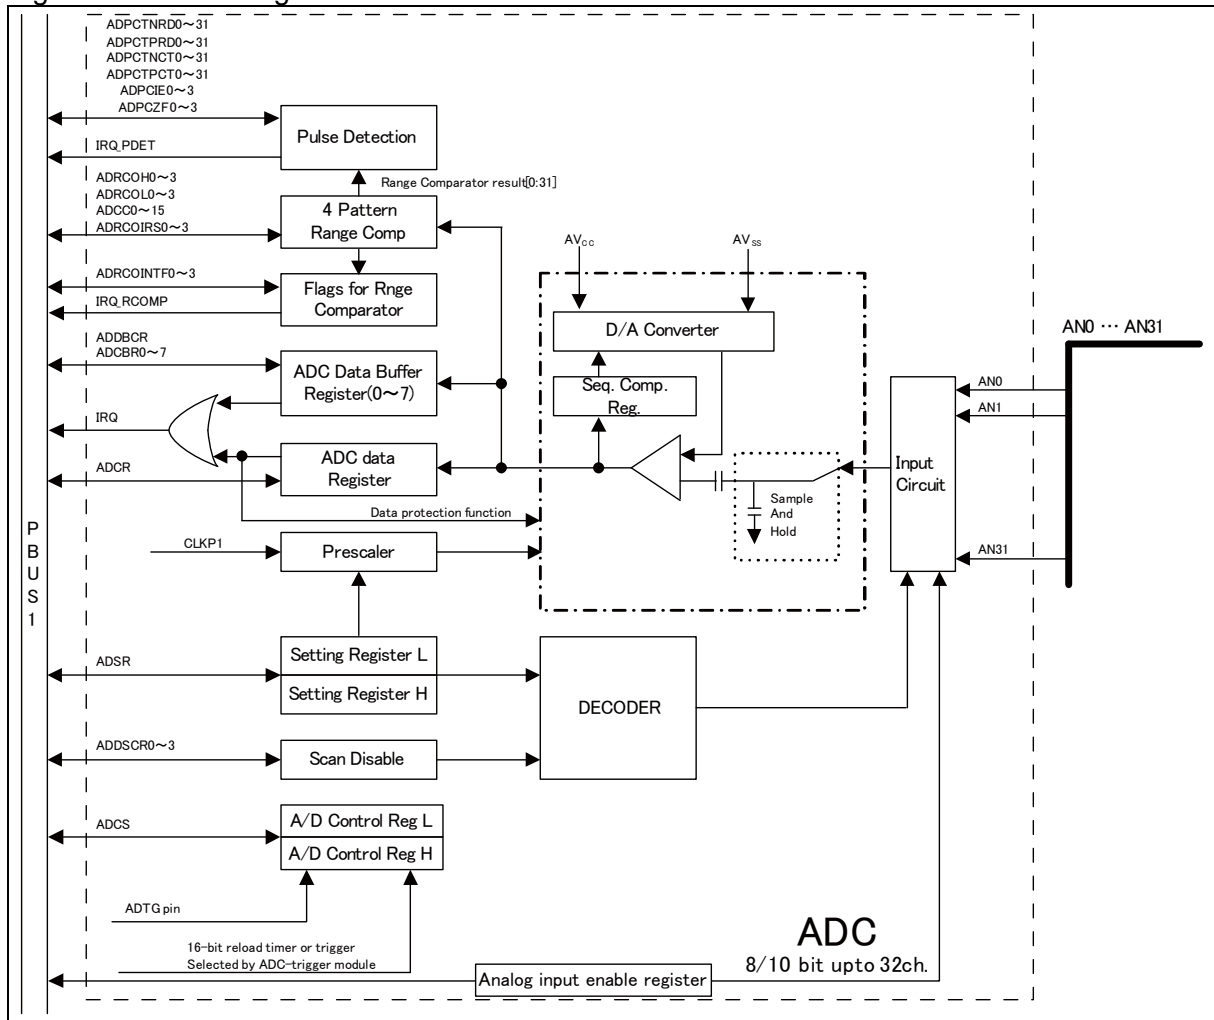 ADPCTNRD0～31
ADPCTPRD0～31
ADPCTNCT0～31
ADPCTPCT0～31
ADPCIE0～3
ADPCZF0～3
Pulse Detection
IRQ_PDET
Range Comparator result[0:31]
ADRCOH0～3
ADRCOL0～3
ADCC0～15
ADRCOIRS0～3
4 Pattern
Range Comp
ADRCOINTF0～3
IRQ_RCOMP
Flags for Rnge
Comparator
AVCC
AVSS
D/A Converter
Seq. Comp.
Reg.
AN0 … AN31
ADDBCR
ADCBR0～7
ADC Data Buffer
Register(0～7)
IRQ
ADCR
ADC data
Register
Data protection function
Sample
And
Hold
Input
Circuit
AN0
AN1
AN31
CLKP1
Prescaler
P
B
U
S
1
ADSR
Setting Register L
Setting Register H
DECODER
ADDSCR0～3
Scan Disable
ADCS
A/D Control Reg L
A/D Control Reg H
ADTG pin
16-bit reload timer or trigger
Selected by ADC-trigger module
Analog input enable register
ADC
8/10 bit upto 32ch.